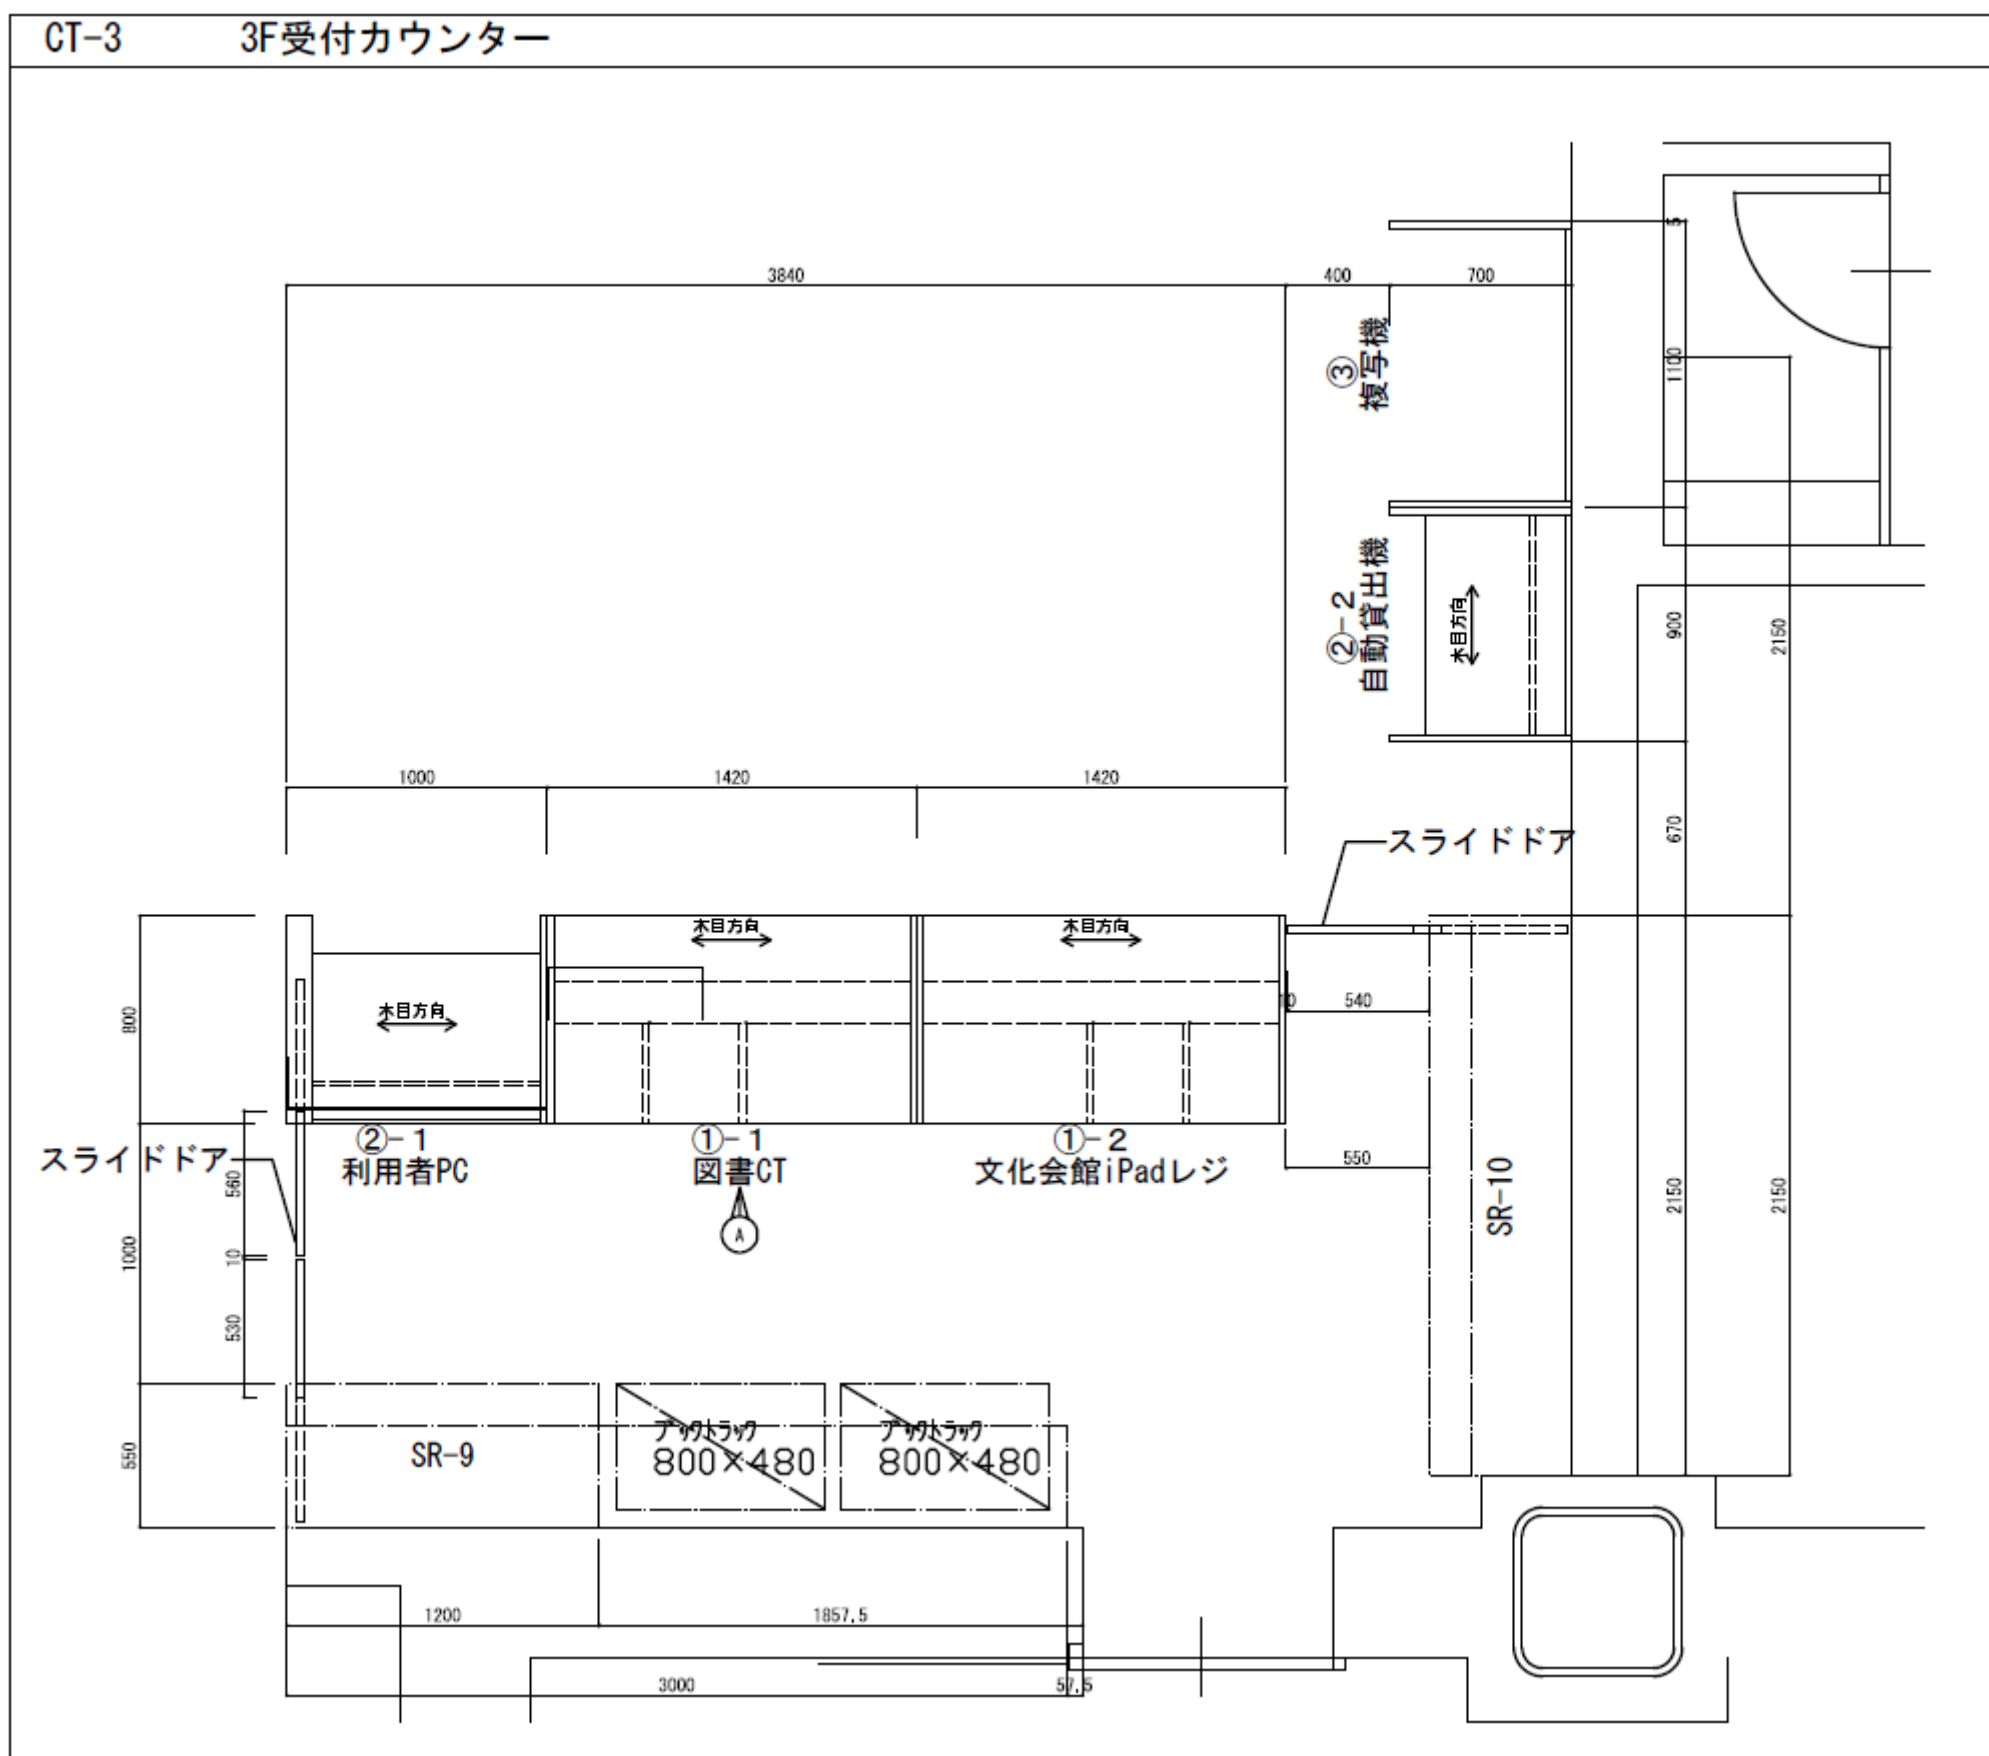 CT-3　3F受付カウンター
3840
400
700
5
1100
③
複写機
②-2
自動貸出機
木目方向
900
2150
670
1000
1420
1420
スライドドア
木目方向
木目方向
木目方向
800
10
540
②-1
利用者PC
①-1
図書CT
①-2
文化会館iPadレジ
550
スライドドア
560
A
SR-10
2150
2150
1000
10
530
550
SR-9
ブックトラック
800×480
ブックトラック
800×480
1200
1857.5
3000
57.5